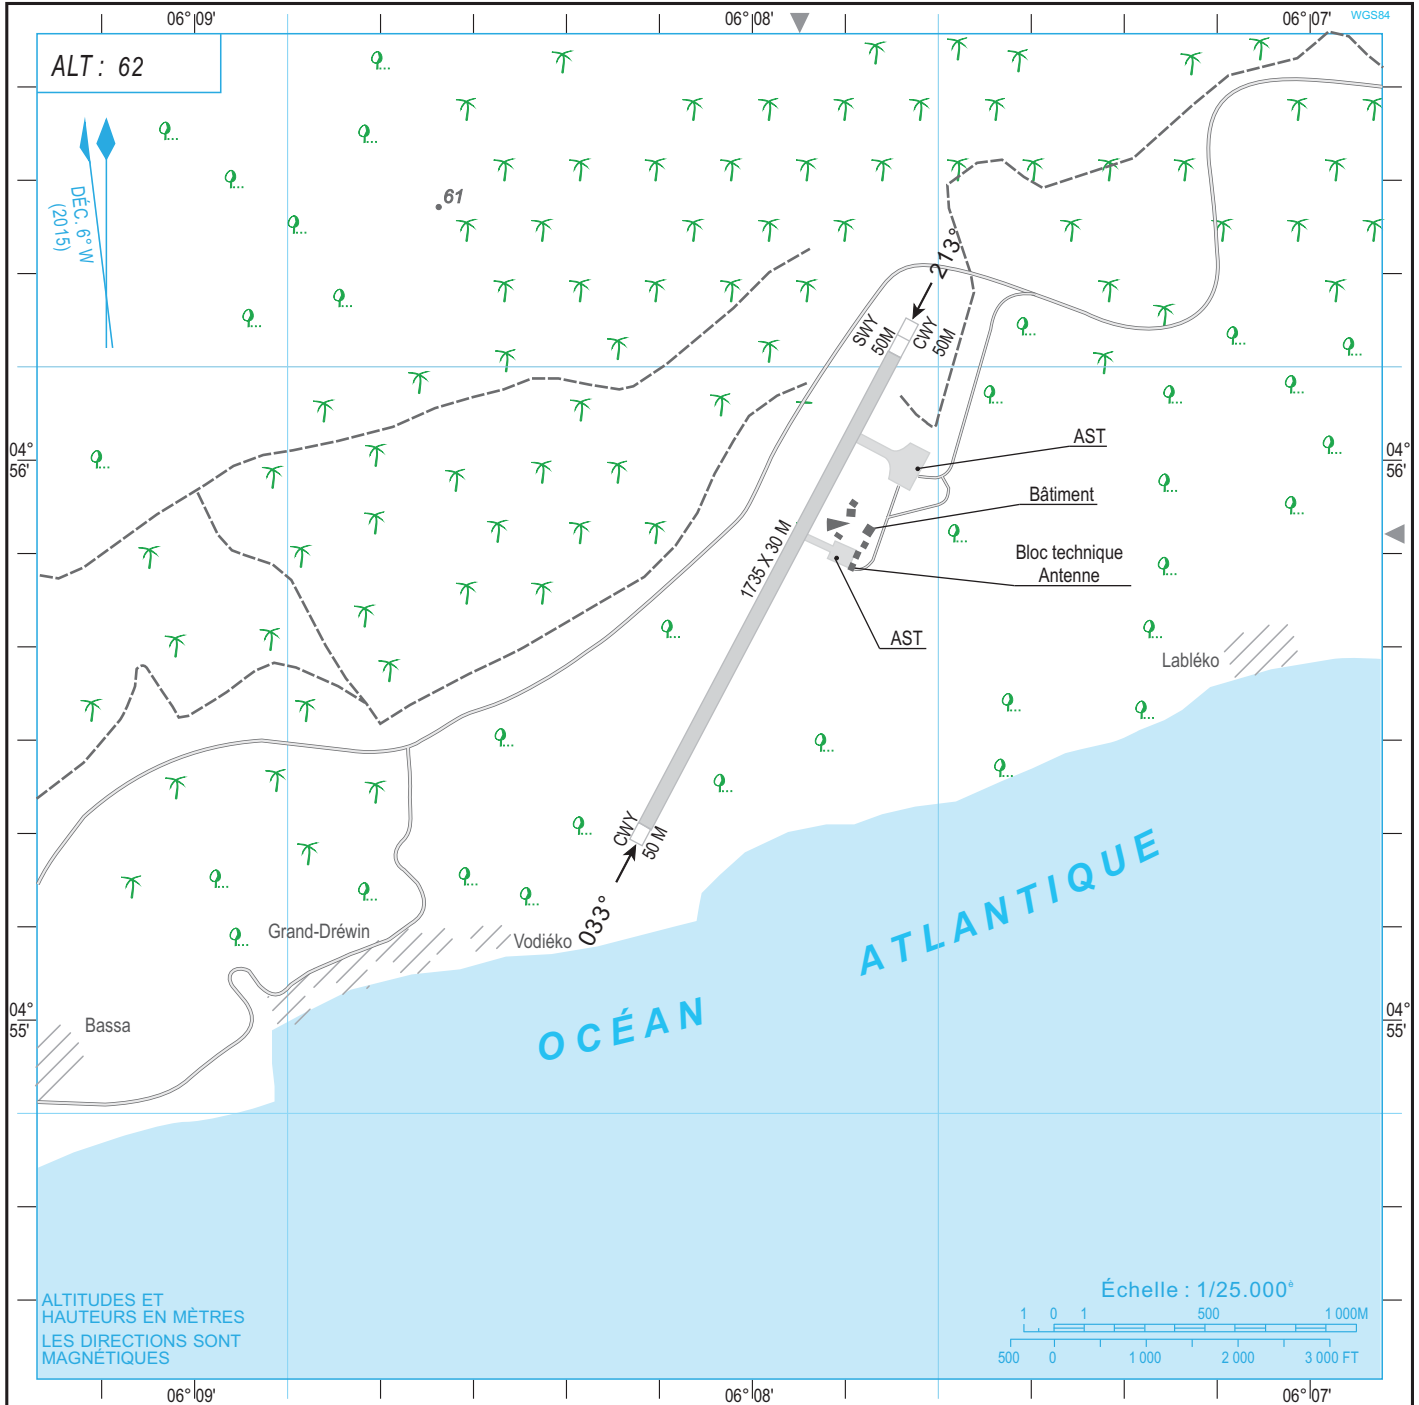 06° 09'
06° 08'
06° 07'
WGS84
ALT : 62
DÉC. 6° W
(2015)
61
213°
SWY
50M
CWY
50M
04°
56'
04°
56'
AST
Bâtiment
Bloc technique
Antenne
1735 X 30 M
AST
Labléko
CWY
50 M
033°
Grand-Dréwin
Vodiéko
Bassa
OCÉAN ATLANTIQUE
04°
55'
04°
55'
ALTITUDES ET
HAUTEURS EN MÈTRES
LES DIRECTIONS SONT
MAGNÉTIQUES
Échelle : 1/25.000è
1 0 1 500 1 000M
500 0 1 000 2 000 3 000 FT
06° 09'
06° 08'
06° 07'